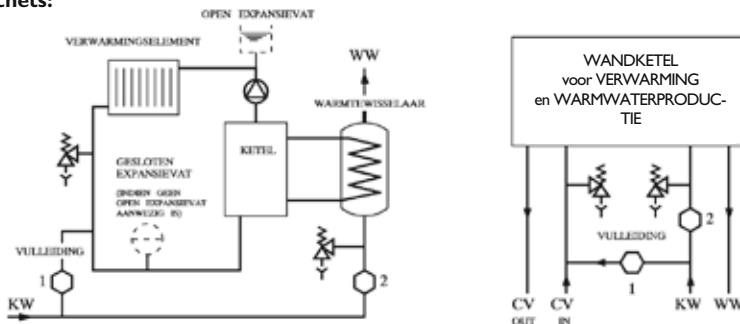 chets:
OPEN EXPANSIEVAT
VERWARMINGSELEMENT
WW
WARMTEWISSELAAR
KETEL
GESLOTEN
EXPANSIEVAT
(INDIEN GEEN
OPEN EXPANSIEVAT
AANWEZIG IS)
VULLEIDING
1
2
KW
WANDKETEL
voor VERWARMING
en WARMWATERPRODUC-
TIE
2
VULLEIDING
1
CV
OUT
CV
IN
KW
WW